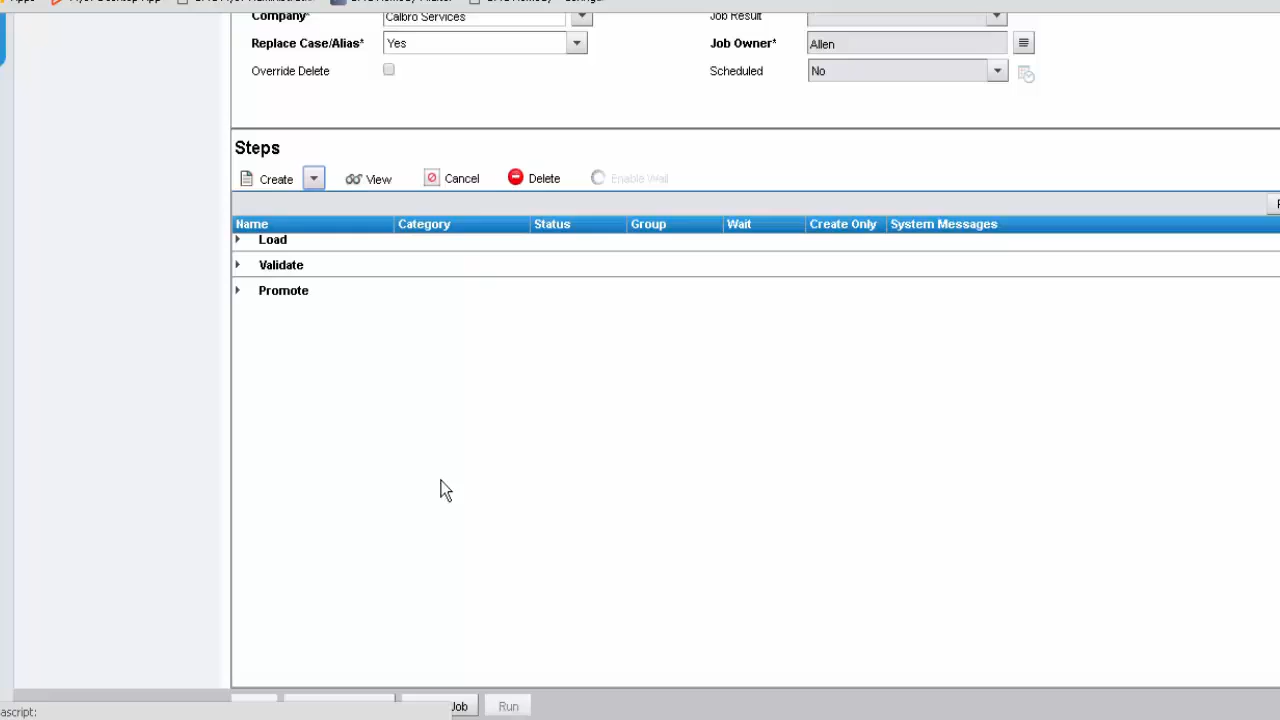 Company* Calbro Services Job Result
Replace Case/Alias* Yes Job Owner* Allen
Override Delete Scheduled No
Steps
Create View Cancel Delete Enable Wait
Name Category Status Group Wait Create Only System Messages
Load
Validate
Promote
Job Run
ascript: